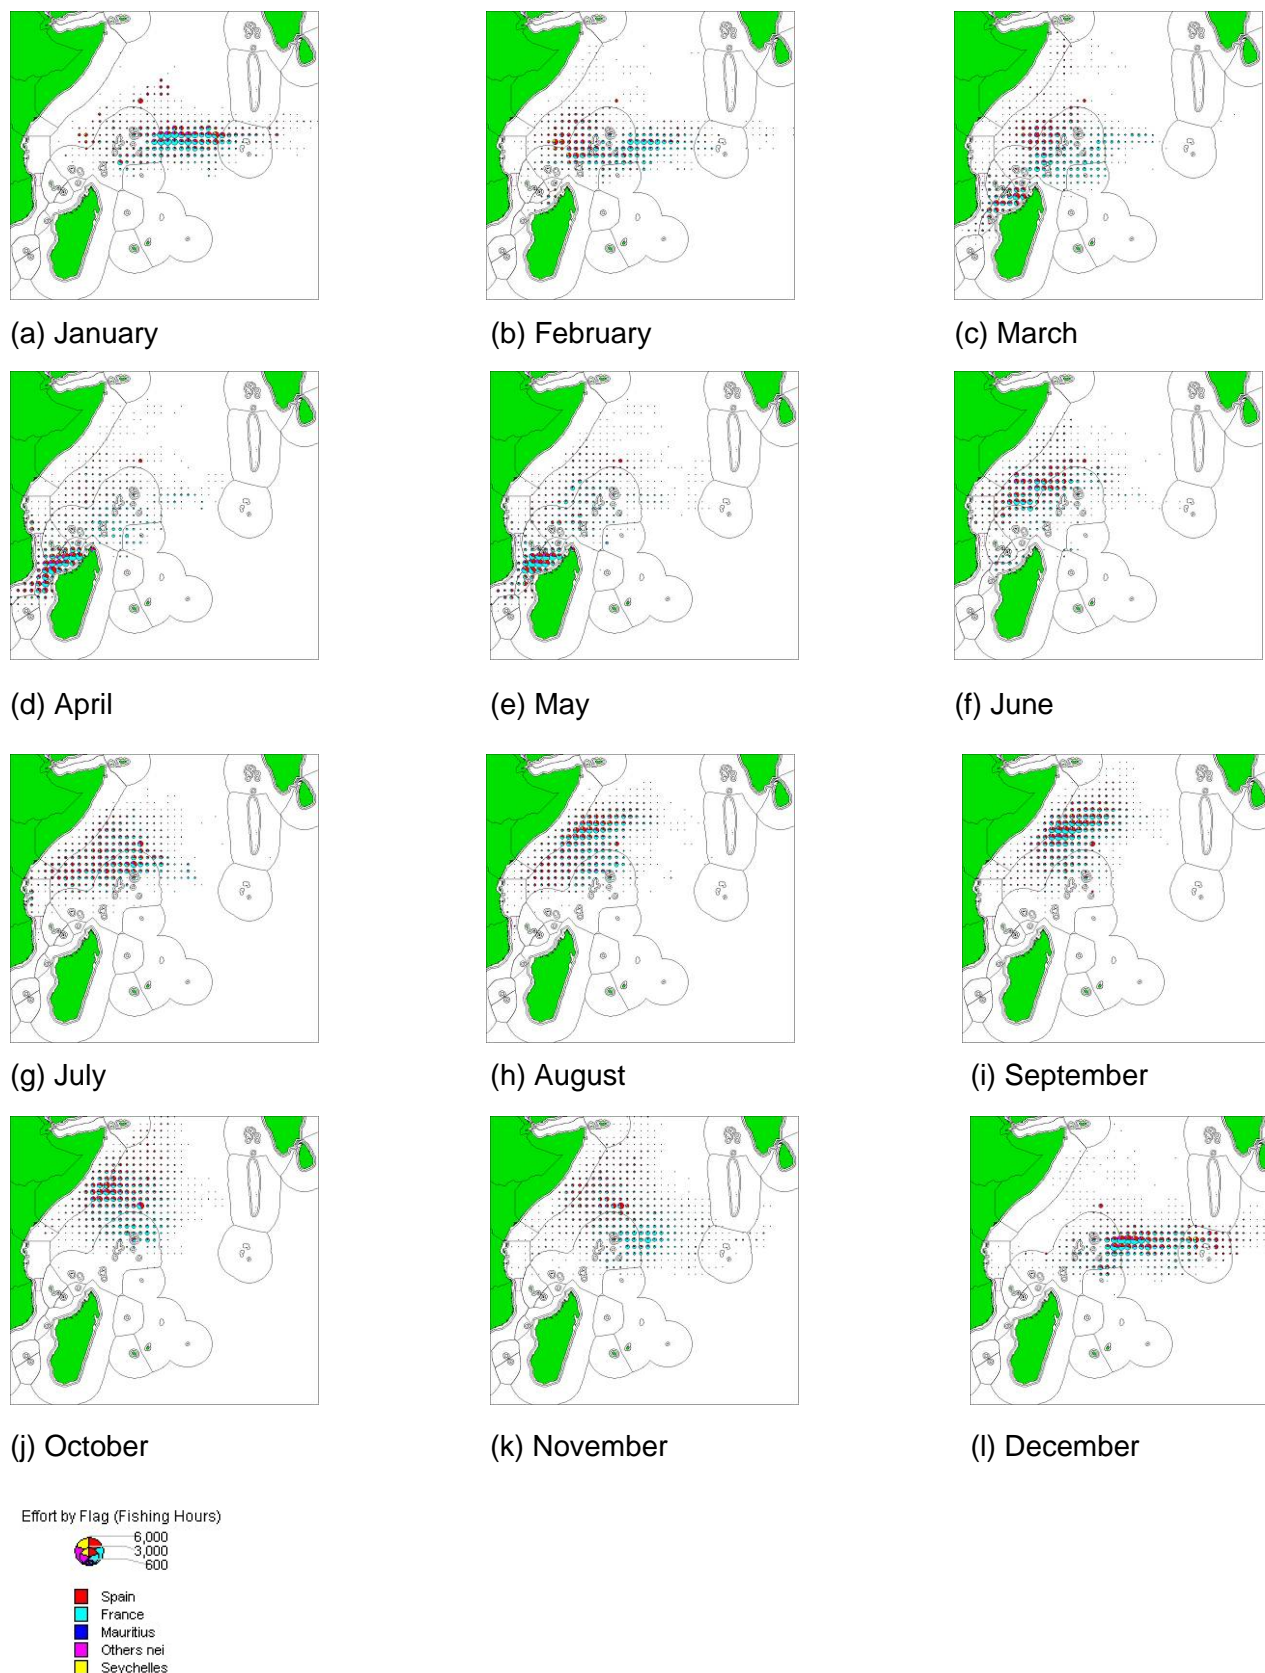 (a) January
(b) February
(c) March
(d) April
(e) May
(f) June
(g) July
(h) August
(i) September
(j) October
(k) November
(l) December
Effort by Flag (Fishing Hours)
6,000
3,000
600
Spain
France
Mauritius
Others nei
Seychelles